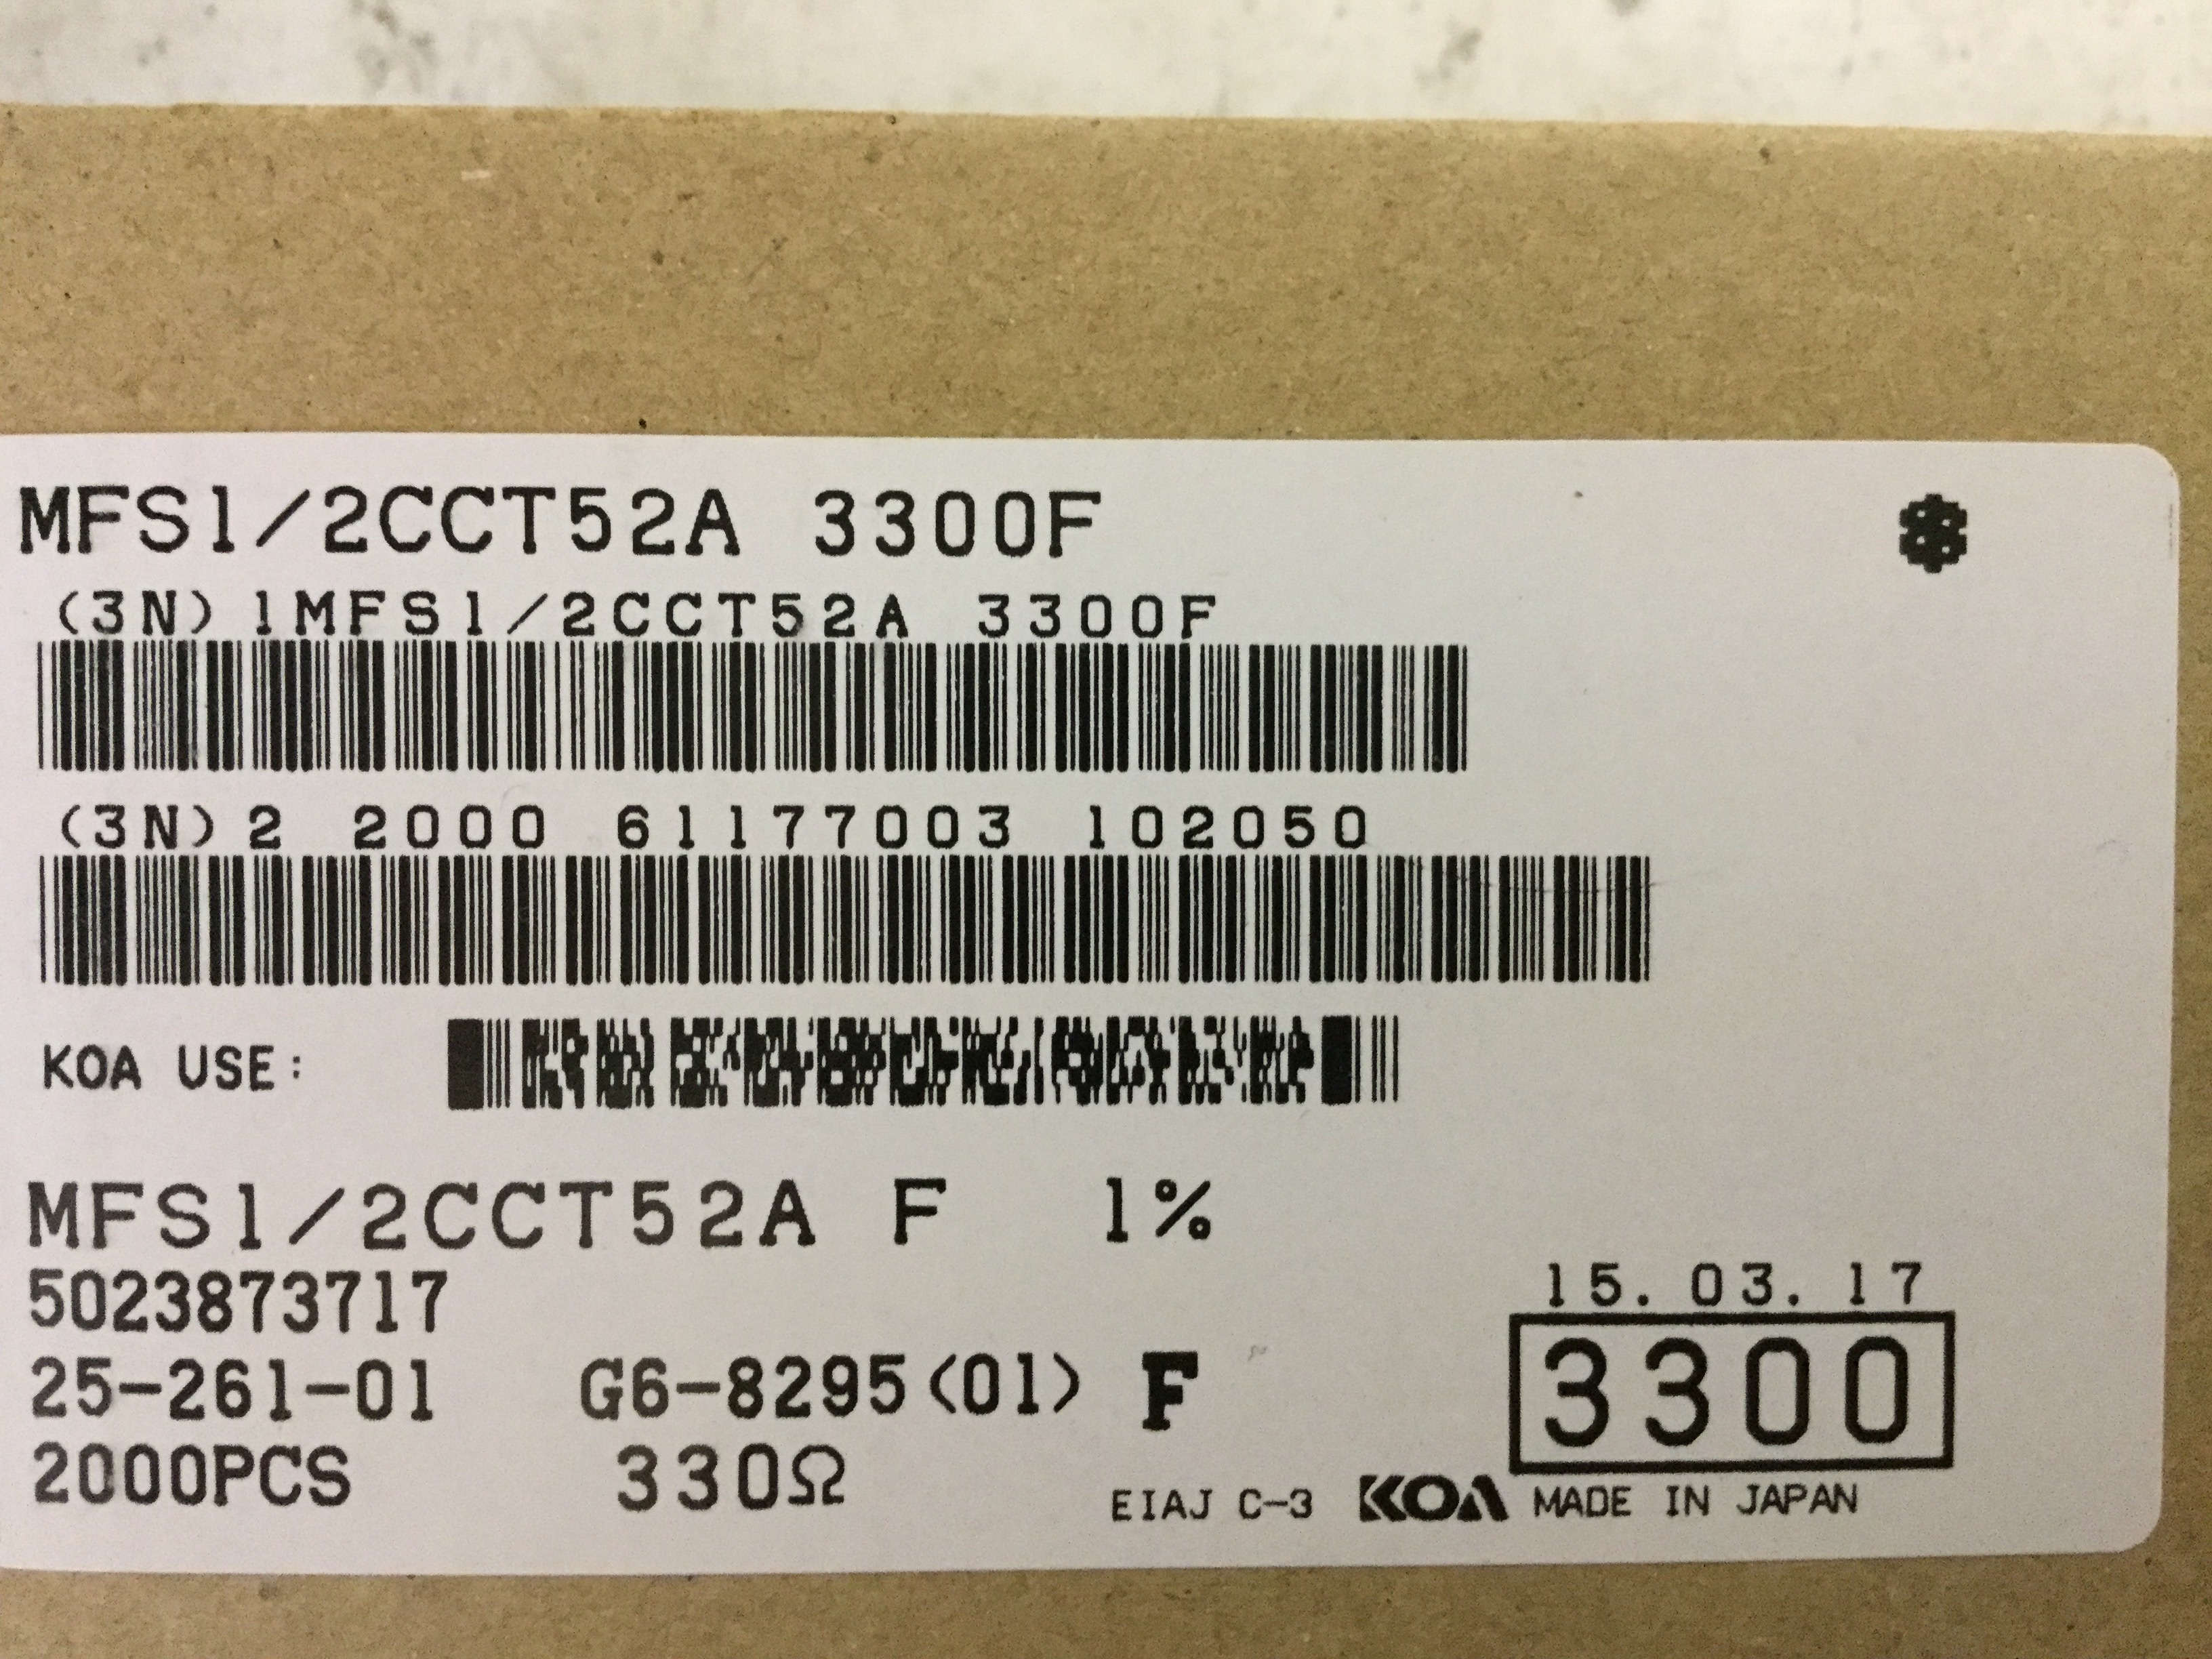 MFS1/2CCT52A 3300F
(3N)1MFS1/2CCT52A 3300F
(3N)2 2000 61177003 102050
KOA USE:
MFS1/2CCT52A F 1%
5023873717
15.03.17
25-261-01 G6-8295(01) F 3300
2000PCS 330Ω EIAJ C-3 KOA MADE IN JAPAN